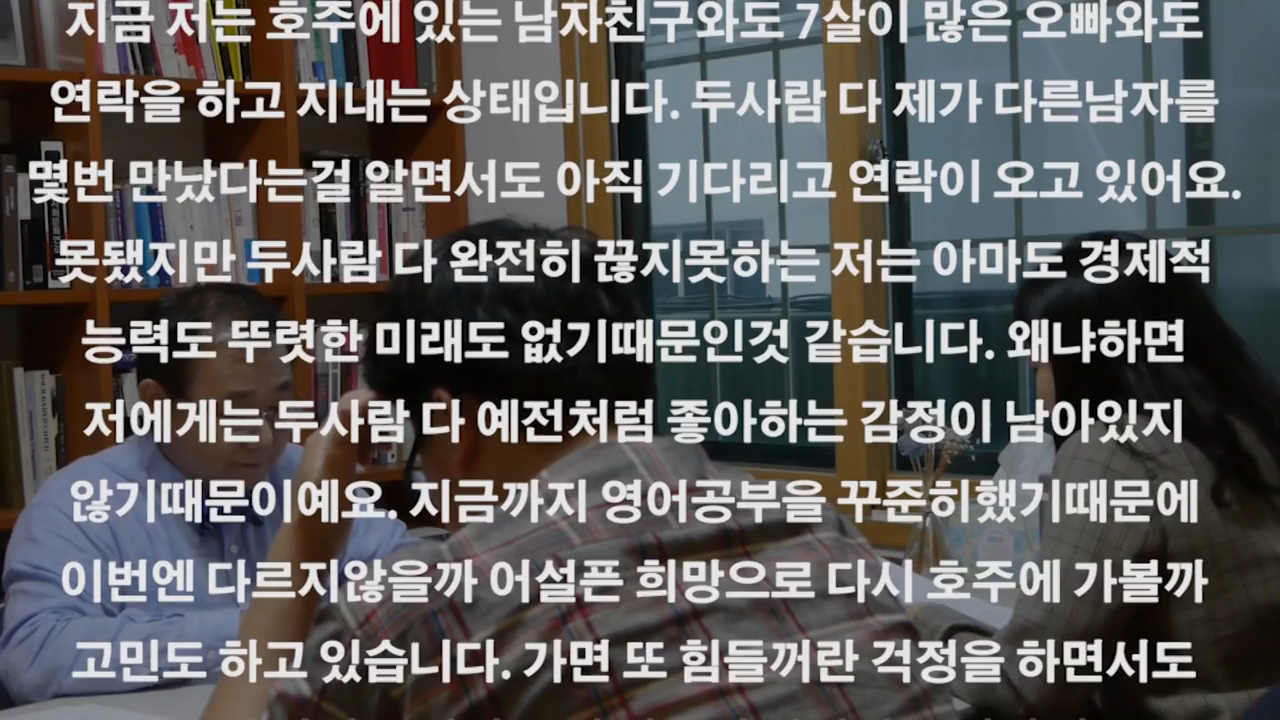 지금 저는 호주에 있는 남자친구와도 7살이 많은 오빠와도
연락을 하고 지내는 상태입니다. 두사람 다 제가 다른남자를
몇번 만났다는걸 알면서도 아직 기다리고 연락이 오고 있어요.
못됐지만 두사람 다 완전히 끊지못하는 저는 아마도 경제적
능력도 뚜렷한 미래도 없기때문인것 같습니다. 왜냐하면
저에게는 두사람 다 예전처럼 좋아하는 감정이 남아있지
않기때문이예요. 지금까지 영어공부을 꾸준히했기때문에
이번엔 다르지않을까 어설픈 희망으로 다시 호주에 가볼까
고민도 하고 있습니다. 가면 또 힘들꺼란 걱정을 하면서도